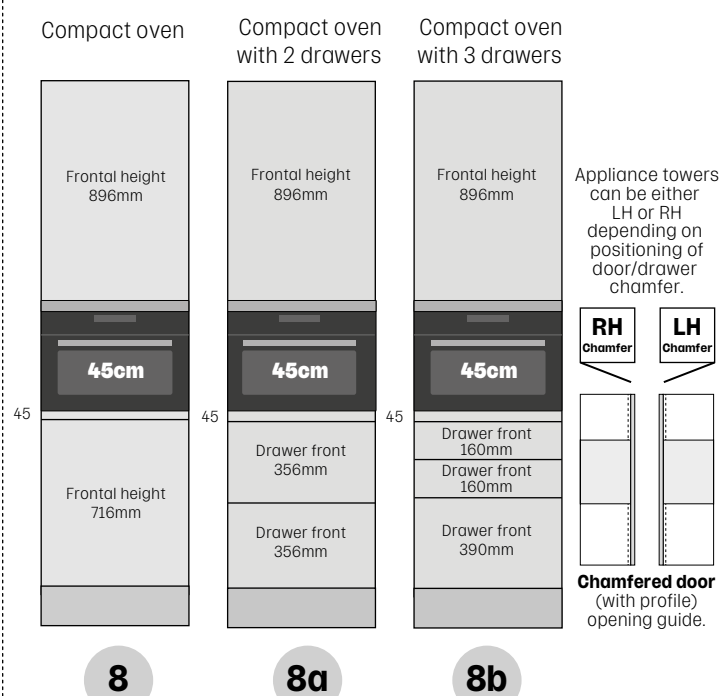 Compact oven
Frontal height
896mm
45cm
45
Frontal height
716mm
8
Compact oven
with 2 drawers
Frontal height
896mm
45cm
45
Drawer front
356mm
Drawer front
356mm
8a
Compact oven
with 3 drawers
Frontal height
896mm
45cm
45
Drawer front
160mm
Drawer front
160mm
Drawer front
390mm
8b
Appliance towers
can be either
LH or RH
depending on
positioning of
door/drawer
chamfer.
RH
Chamfer
LH
Chamfer
Chamfered door
(with profile)
opening guide.